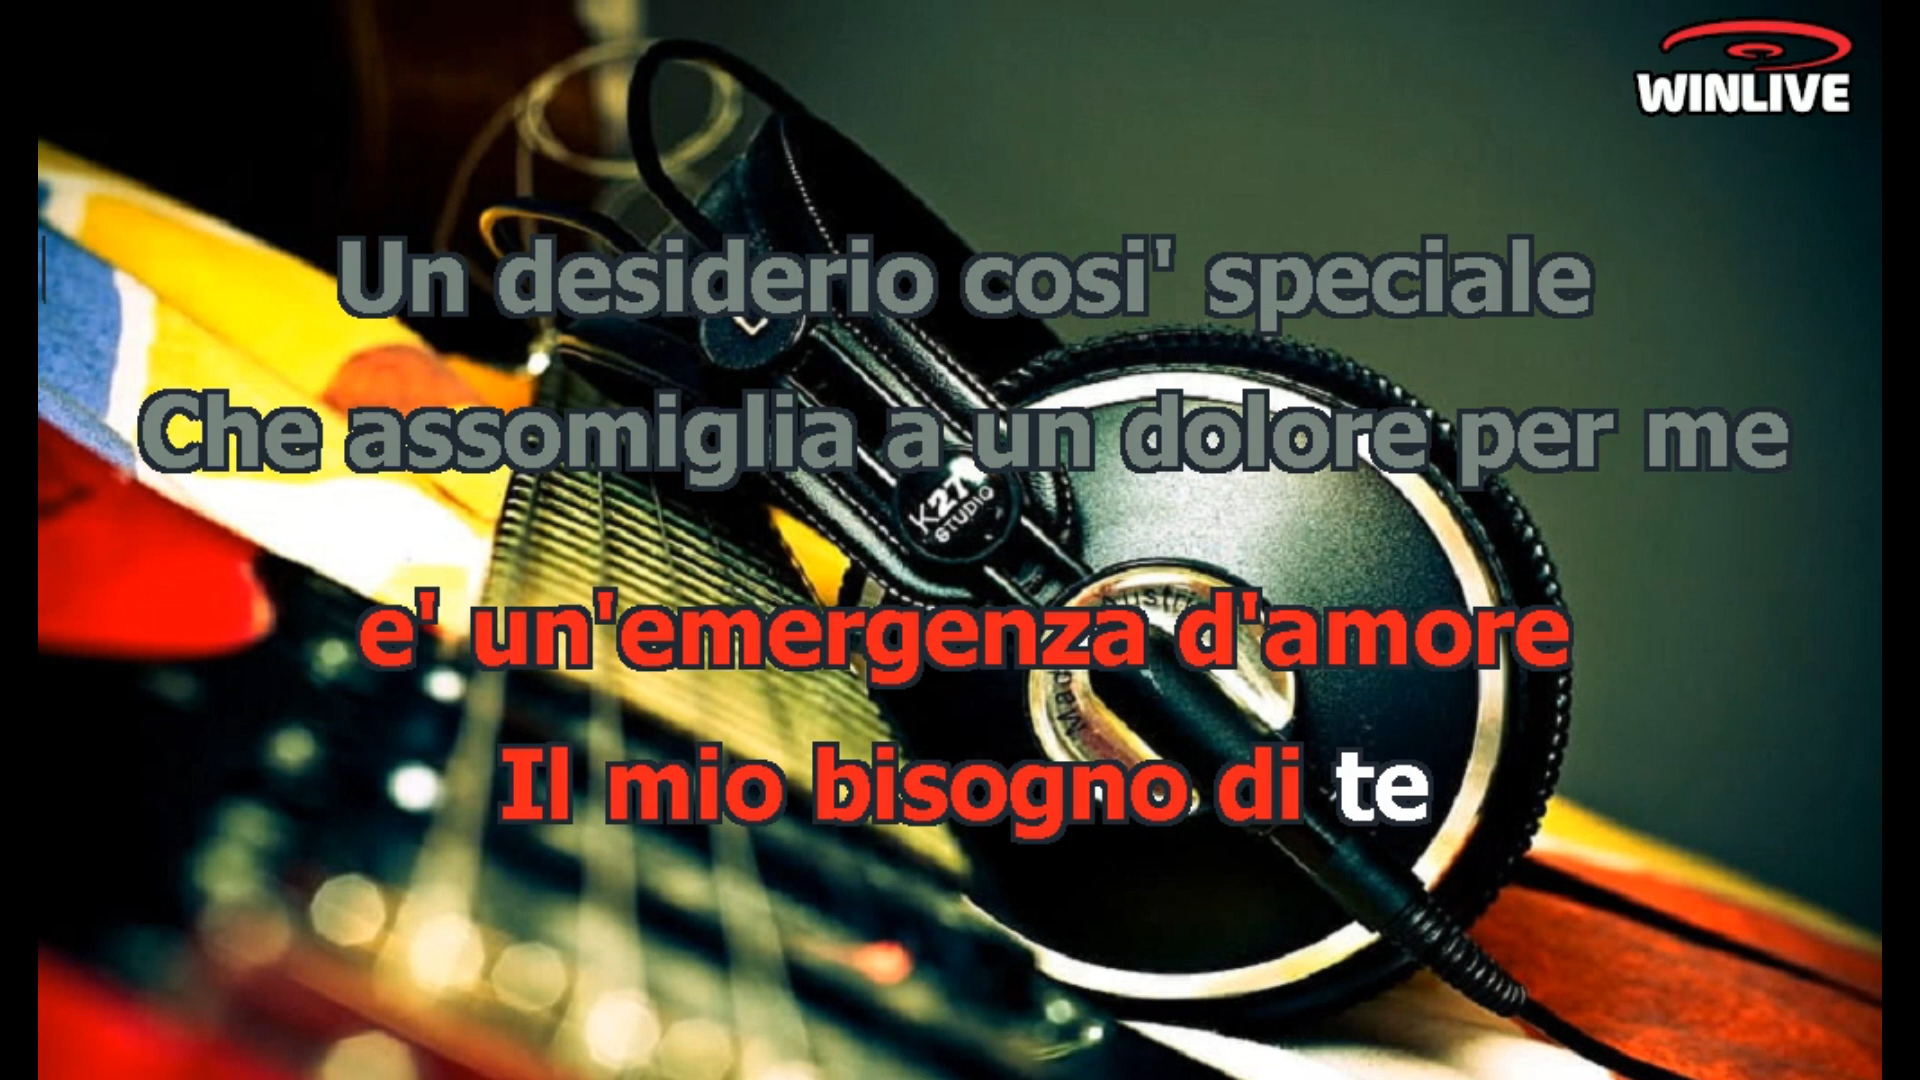 WINLIVE
Un desiderio cosi' speciale
Che assomiglia a un dolore per me
K27
STUDIO
e' un'emergenza d'amore
Il mio bisogno di te